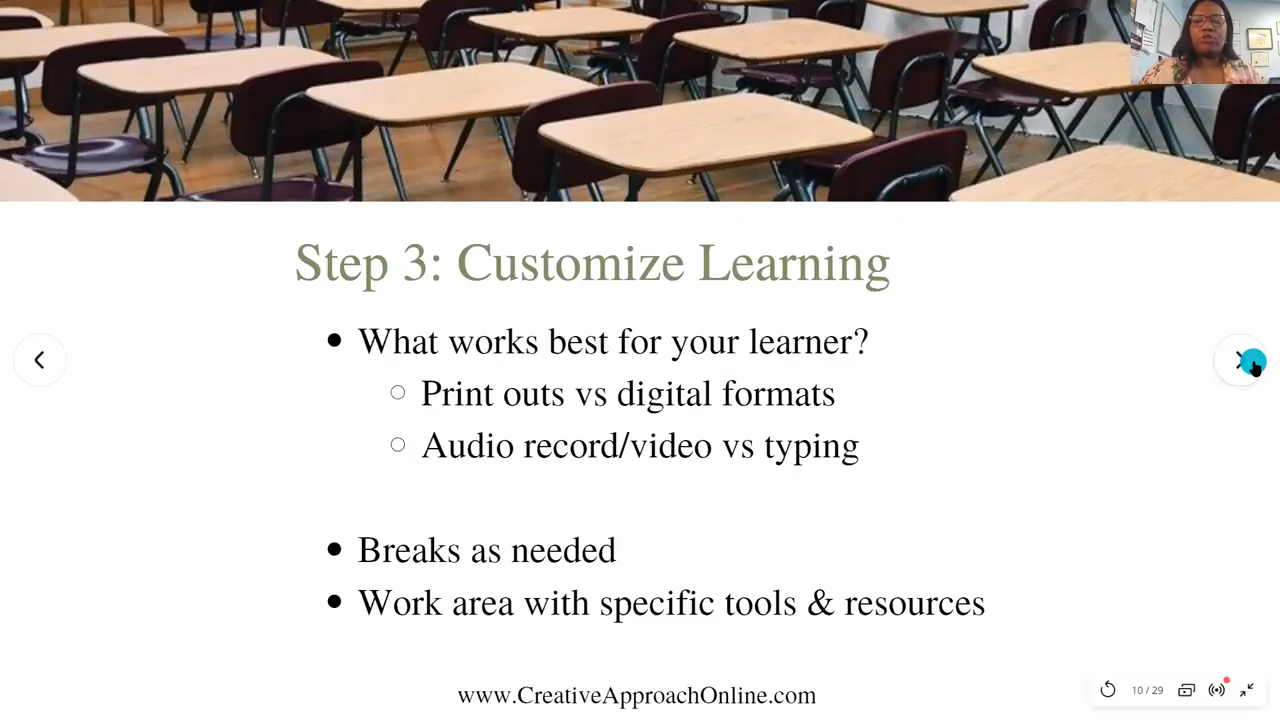 Step 3: Customize Learning
What works best for your learner?
Print outs vs digital formats
Audio record/video vs typing
Breaks as needed
Work area with specific tools & resources
www.CreativeApproachOnline.com
10 / 29